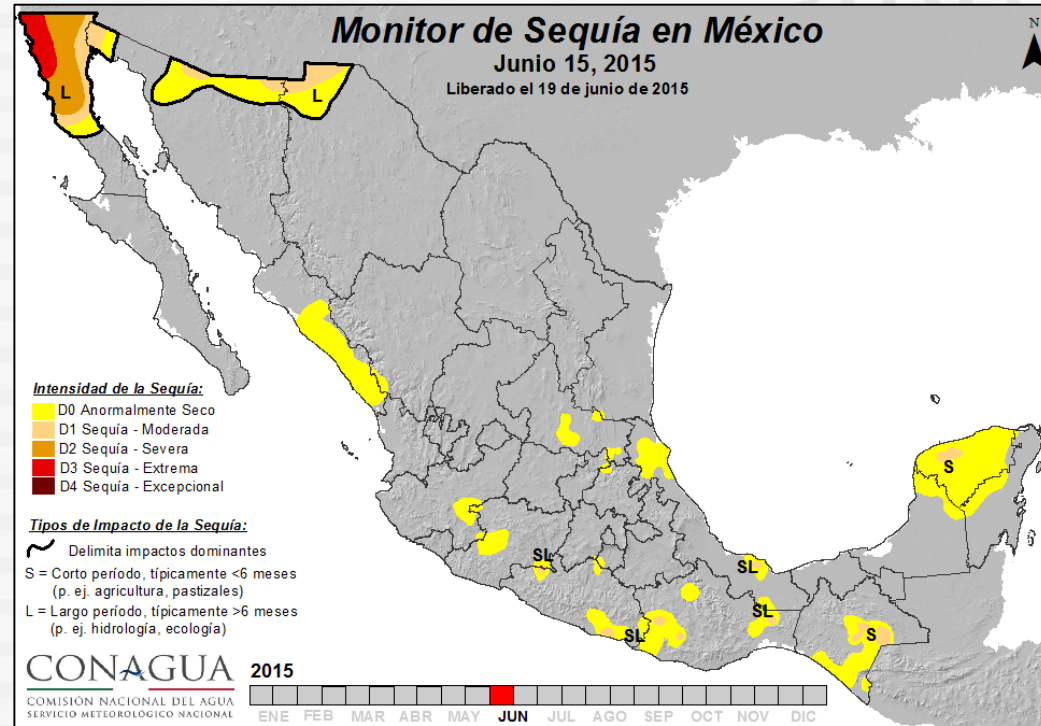 Monitor de Sequía en México
Junio 15, 2015
Liberado el 19 de junio de 2015
N
L
L
S
SL
SL
SL
SL
S
Intensidad de la Sequía:
D0 Anormalmente Seco
D1 Sequía - Moderada
D2 Sequía - Severa
D3 Sequía - Extrema
D4 Sequía - Excepcional
Tipos de Impacto de la Sequía:
Delimita impactos dominantes
S = Corto período, típicamente <6 meses
(p. ej. agricultura, pastizales)
L = Largo período, típicamente >6 meses
(p. ej. hidrología, ecología)
CONAGUA
COMISIÓN NACIONAL DEL AGUA
SERVICIO METEOROLÓGICO NACIONAL
2015
ENE FEB MAR ABR MAY JUN JUL AGO SEP OCT NOV DIC